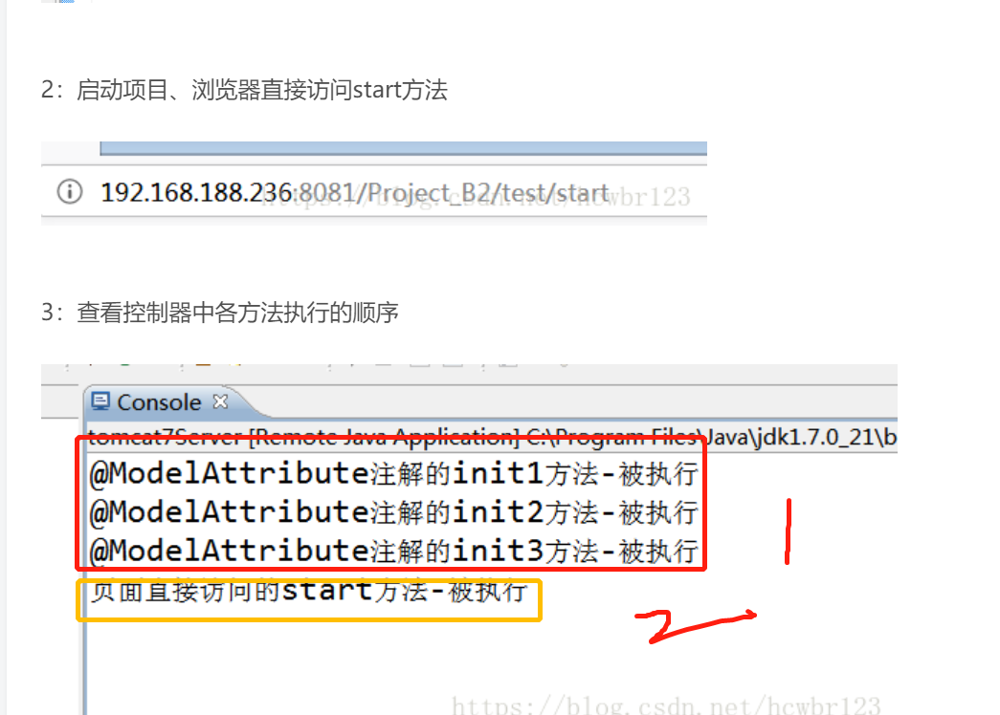 2：启动项目、浏览器直接访问start方法
192.168.188.236:8081/Project_B2/test/start
https://blog.csdn.net/hcwbr123
3：查看控制器中各方法执行的顺序
Console
tomcat7Server [Remote Java Application] C:\Program Files\Java\jdk1.7.0_21\b
@ModelAttribute注解的init1方法-被执行
@ModelAttribute注解的init2方法-被执行
@ModelAttribute注解的init3方法-被执行
1
页面直接访问的start方法-被执行
2
https://blog.csdn.net/hcwbr123